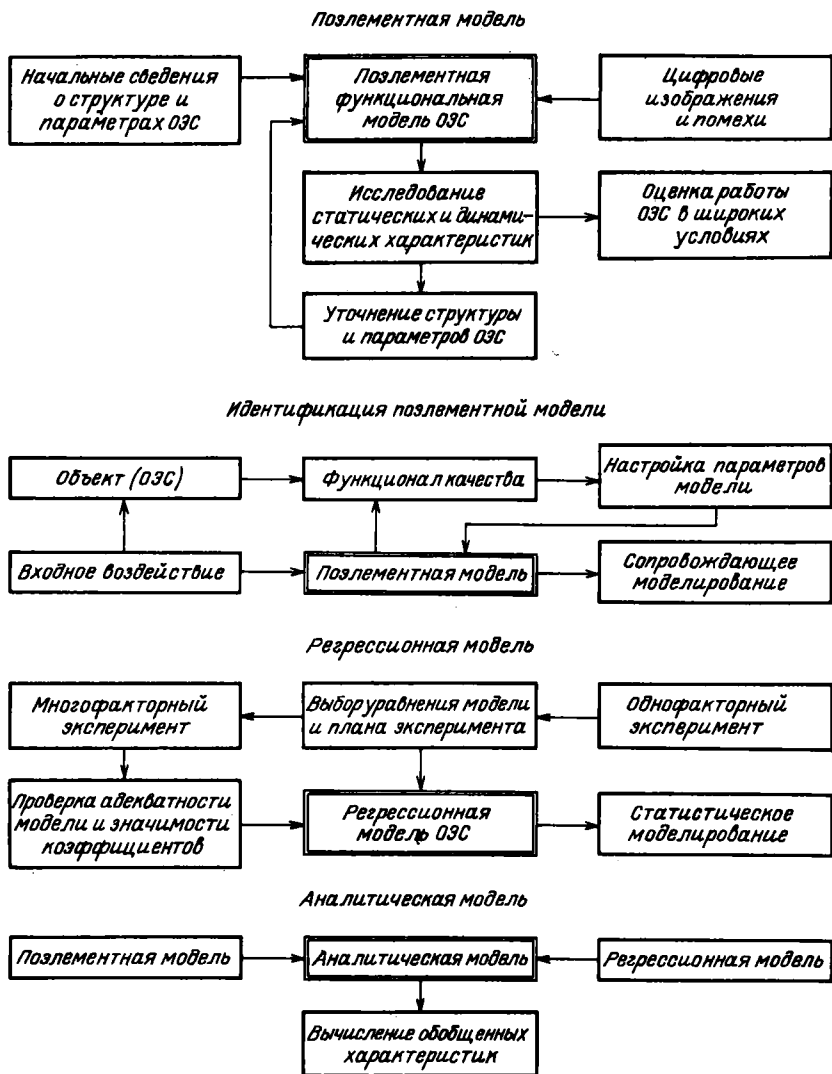 Поэлементная модель
Начальные сведения
о структуре и
параметрах ОЭС
Поэлементная
функциональная
модель ОЭС
Цифровые
изображения
и помехи
Исследование
статических и динами-
ческих характеристик
Оценка работы
ОЭС в широких
условиях
Уточнение структуры
и параметров ОЭС
Идентификация поэлементной модели
Объект (ОЭС)
Функционал качества
Настройка параметров
модели
Входное воздействие
Поэлементная модель
Сопровождающее
моделирование
Регрессионная модель
Многофакторный
эксперимент
Выбор уравнения модели
и плана эксперимента
Однофакторный
эксперимент
Проверка адекватности
модели и значимости
коэффициентов
Регрессионная
модель ОЭС
Статистическое
моделирование
Аналитическая модель
Поэлементная модель
Аналитическая модель
Регрессионная модель
Вычисление обобщенных
характеристик